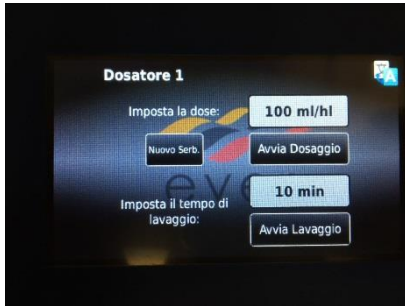 Dosatore 1
Imposta la dose:
100 ml/hl
Nuovo Serb.
Avvia Dosaggio
Imposta il tempo di
lavaggio:
10 min
Avvia Lavaggio